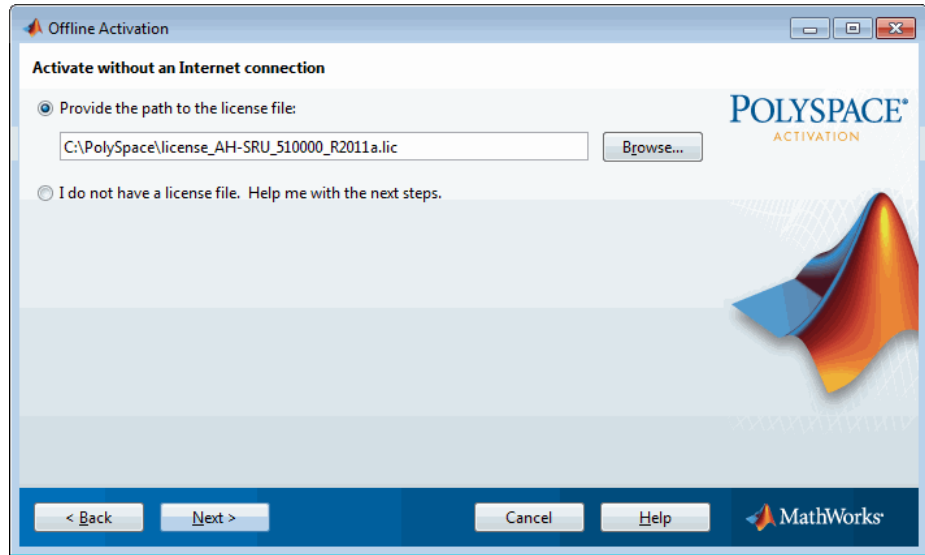 Offline Activation
Activate without an Internet connection
Provide the path to the license file:
C:\PolySpace\license_AH-SRU_510000_R2011a.lic
Browse...
I do not have a license file.  Help me with the next steps.
POLYSPACE®
ACTIVATION
< Back
Next >
Cancel
Help
MathWorks®